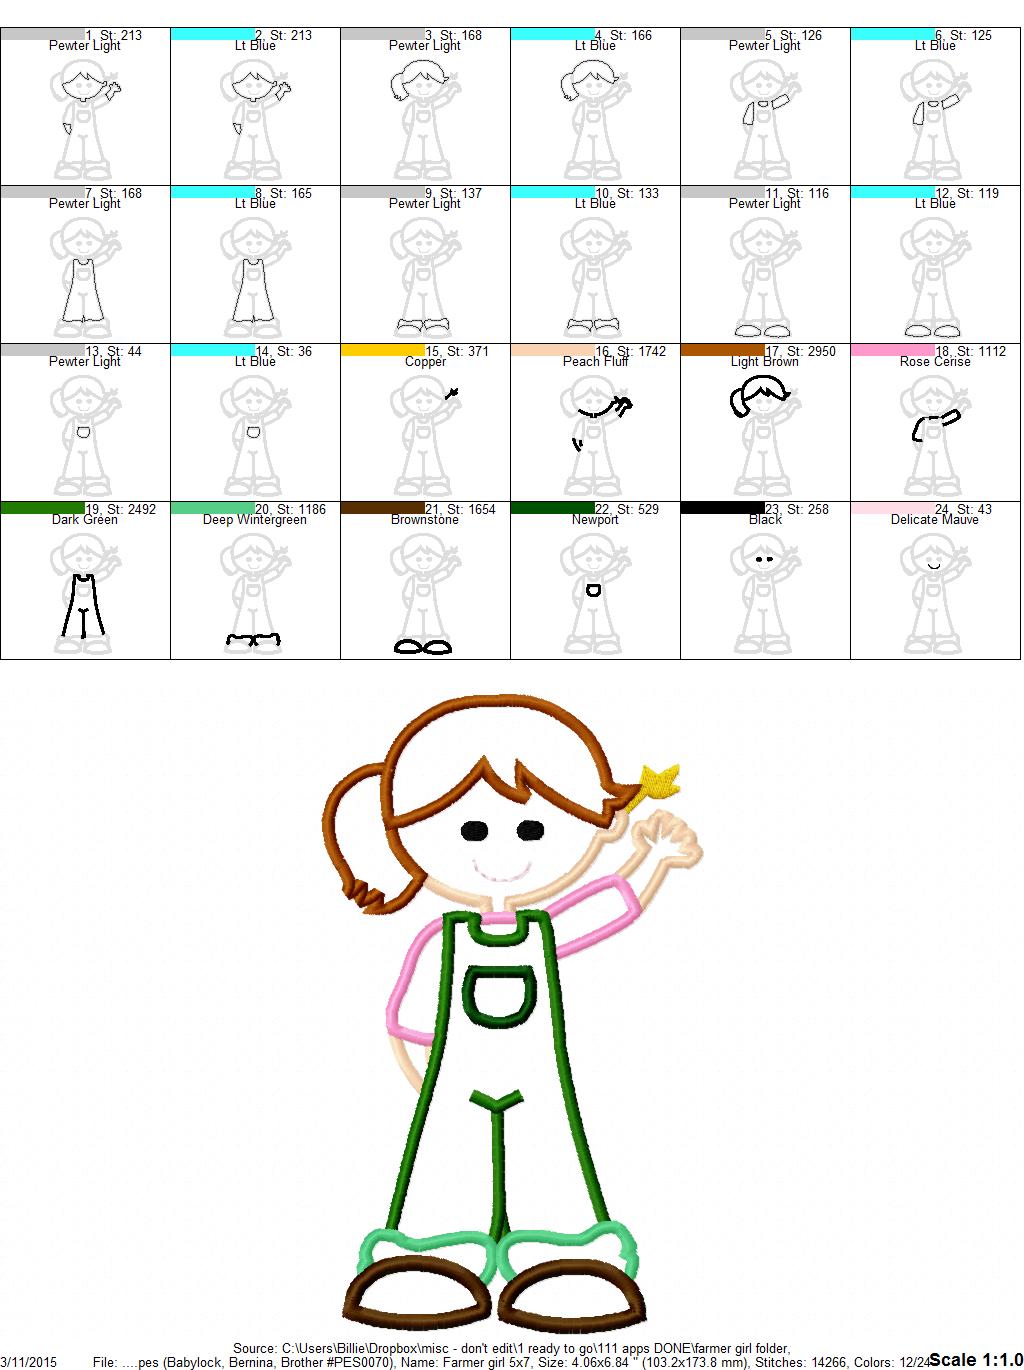 1, St: 213
Pewter Light
2, St: 213
Lt Blue
3, St: 168
Pewter Light
4, St: 166
Lt Blue
5, St: 126
Pewter Light
6, St: 125
Lt Blue
7, St: 168
Pewter Light
8, St: 165
Lt Blue
9, St: 137
Pewter Light
10, St: 133
Lt Blue
11, St: 116
Pewter Light
12, St: 119
Lt Blue
13, St: 44
Pewter Light
14, St: 36
Lt Blue
15, St: 371
Copper
16, St: 1742
Peach Fluff
17, St: 2950
Light Brown
18, St: 1112
Rose Cerise
19, St: 2492
Dark Green
20, St: 1186
Deep Wintergreen
21, St: 1654
Brownstone
22, St: 529
Newport
23, St: 258
Black
24, St: 43
Delicate Mauve
Source: C:\Users\Billie\Dropbox\misc - don't edit\1 ready to go\111 apps DONE\farmer girl folder,
3/11/2015 File: ....pes (Babylock, Bernina, Brother #PES0070), Name: Farmer girl 5x7, Size: 4.06x6.84 " (103.2x173.8 mm), Stitches: 14266, Colors: 12/24 Scale 1:1.0